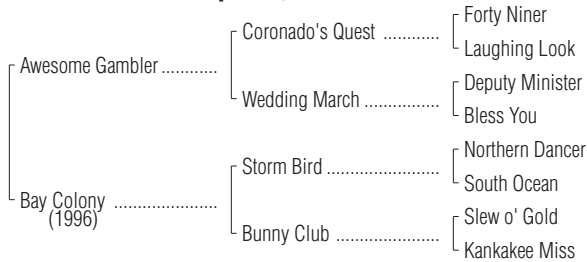 Forty Niner
Coronado's Quest ............
Laughing Look
Awesome Gambler ............
Deputy Minister
Wedding March ................
Bless You
Northern Dancer
Storm Bird ........................
South Ocean
Bay Colony ......................
(1996)
Slew o' Gold
Bunny Club ......................
Kankakee Miss